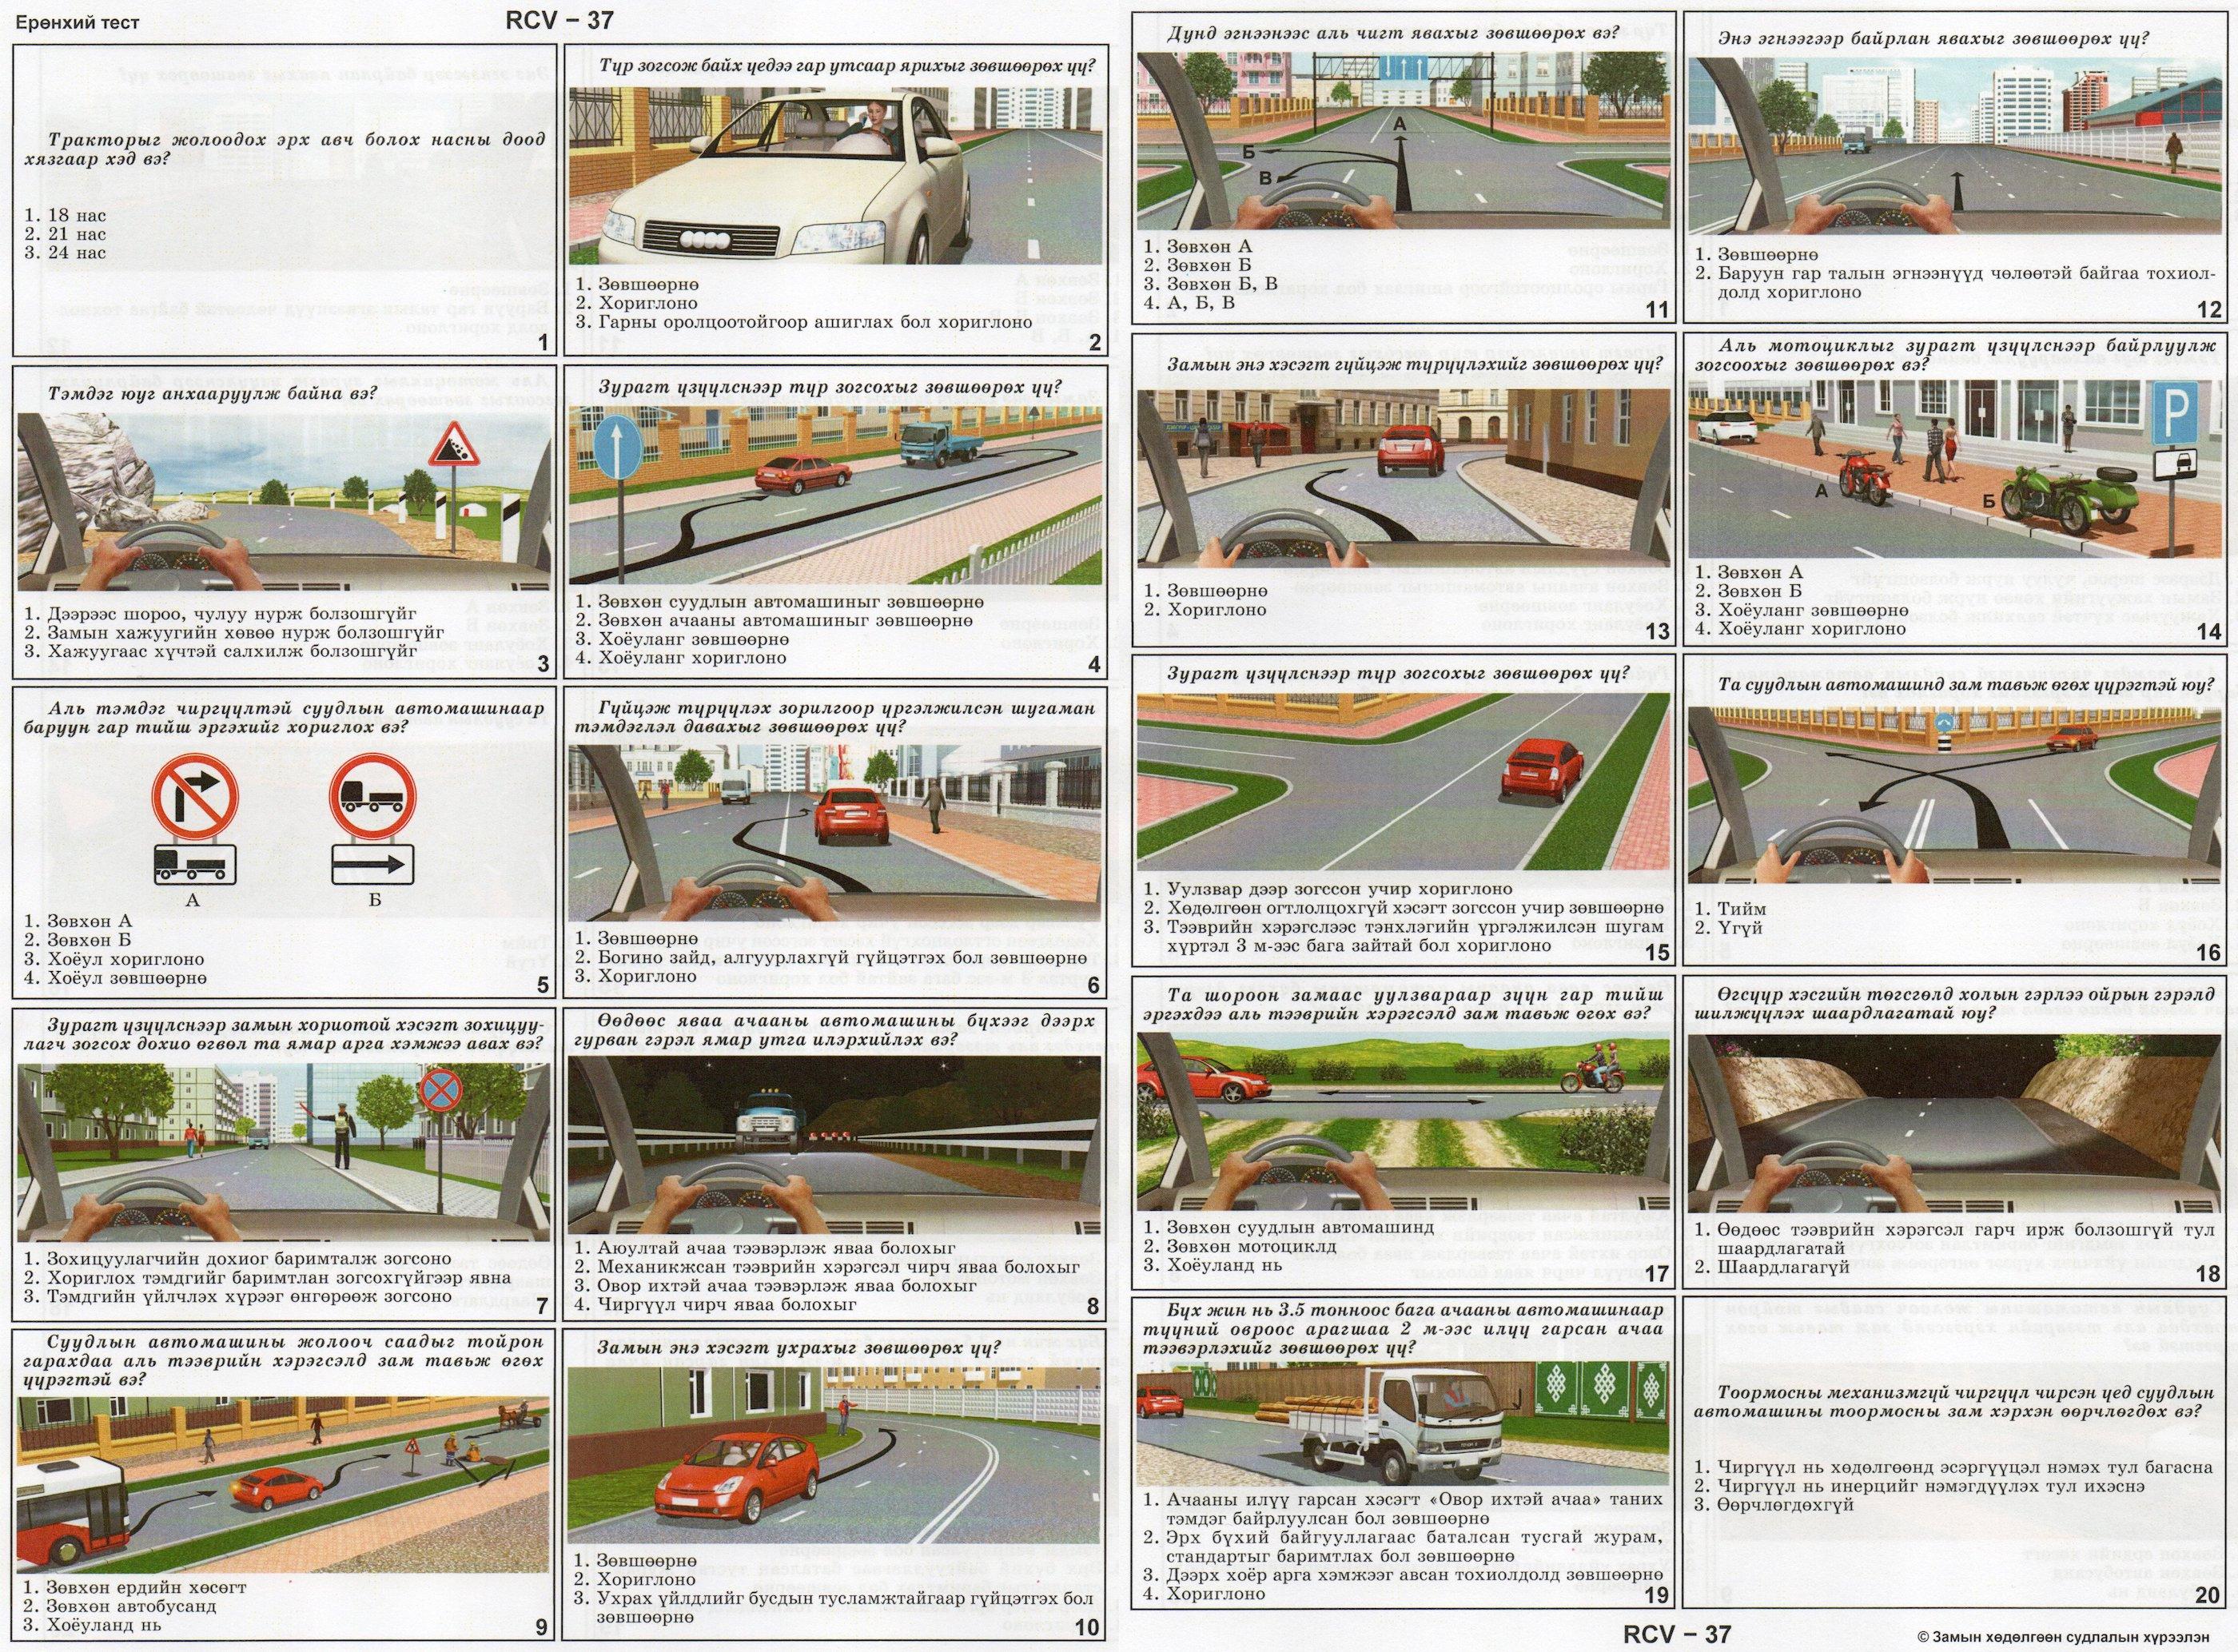 Ерөнхий тест
RCV – 37
Тракторыг жолоодох эрх авч болох насны доод
хязгаар хэд вэ?
1. 18 нас
2. 21 нас
3. 24 нас
1
Түр зогсож байх үедээ гар утсаар ярихыг зөвшөөрөх үү?
1. Зөвшөөрнө
2. Хориглоно
3. Гарны оролцоотойгоор ашиглах бол хориглоно
2
Тэмдэг юуг анхааруулж байна вэ?
1. Дээрээс шороо, чулуу нурж болзошгүйг
2. Замын хажуугийн хөвөө нурж болзошгүйг
3. Хажуугаас хүчтэй салхилж болзошгүйг
3
Зурагт үзүүлснээр түр зогсохыг зөвшөөрөх үү?
1. Зөвхөн суудлын автомашиныг зөвшөөрнө
2. Зөвхөн ачааны автомашиныг зөвшөөрнө
3. Хоёуланг зөвшөөрнө
4. Хоёуланг хориглоно
4
Аль тэмдэг чиргүүлтэй суудлын автомашинаар
баруун гар тийш эргэхийг хориглох вэ?
А
Б
1. Зөвхөн А
2. Зөвхөн Б
3. Хоёул хориглоно
4. Хоёул зөвшөөрнө
5
Гүйцэж түрүүлэх зорилгоор үргэлжилсэн шугаман
тэмдэглэл давахыг зөвшөөрөх үү?
1. Зөвшөөрнө
2. Богино зайд, алгуурлахгүй гүйцэтгэх бол зөвшөөрнө
3. Хориглоно
6
Зурагт үзүүлснээр замын хориотой хэсэгт зохицуу-
лагч зогсох дохио өгвөл та ямар арга хэмжээ авах вэ?
1. Зохицуулагчийн дохиог баримталж зогсоно
2. Хориглох тэмдгийг баримтлан зогсохгүйгээр явна
3. Тэмдгийн үйлчлэх хүрээг өнгөрөөж зогсоно
7
Өөдөөс яваа ачааны автомашины бүхээг дээрх
гурван гэрэл ямар утга илэрхийлэх вэ?
1. Аюултай ачаа тээвэрлэж яваа болохыг
2. Механикжсан тээврийн хэрэгсэл чирч яваа болохыг
3. Овор ихтэй ачаа тээвэрлэж яваа болохыг
4. Чиргүүл чирч яваа болохыг
8
Суудлын автомашины жолооч саадыг тойрон
гарахдаа аль тээврийн хэрэгсэлд зам тавьж өгөх
үүрэгтэй вэ?
1. Зөвхөн ердийн хөсөгт
2. Зөвхөн автобусанд
3. Хоёуланд нь
9
Замын энэ хэсэгт ухрахыг зөвшөөрөх үү?
1. Зөвшөөрнө
2. Хориглоно
3. Ухрах үйлдлийг бусдын тусламжтайгаар гүйцэтгэх бол
зөвшөөрнө
10
Дунд эгнээнээс аль чигт явахыг зөвшөөрөх вэ?
А
Б
В
1. Зөвхөн А
2. Зөвхөн Б
3. Зөвхөн Б, В
4. А, Б, В
11
Энэ эгнээгээр байрлан явахыг зөвшөөрөх үү?
1. Зөвшөөрнө
2. Баруун гар талын эгнээнүүд чөлөөтэй байгаа тохиол-
долд хориглоно
12
Замын энэ хэсэгт гүйцэж түрүүлэхийг зөвшөөрөх үү?
1. Зөвшөөрнө
2. Хориглоно
13
Аль мотоциклыг зурагт үзүүлснээр байрлуулж
зогсоохыг зөвшөөрөх вэ?
P
А
Б
1. Зөвхөн А
2. Зөвхөн Б
3. Хоёуланг зөвшөөрнө
4. Хоёуланг хориглоно
14
Зурагт үзүүлснээр түр зогсохыг зөвшөөрөх үү?
1. Уулзвар дээр зогссон учир хориглоно
2. Хөдөлгөөн огтлолцохгүй хэсэгт зогссон учир зөвшөөрнө
3. Тээврийн хэрэгслээс тэнхлэгийн үргэлжилсэн шугам
хүртэл 3 м-ээс бага зайтай бол хориглоно
15
Та суудлын автомашинд зам тавьж өгөх үүрэгтэй юу?
1. Тийм
2. Үгүй
16
Та шороон замаас уулзвараар зүүн гар тийш
эргэхдээ аль тээврийн хэрэгсэлд зам тавьж өгөх вэ?
1. Зөвхөн суудлын автомашинд
2. Зөвхөн мотоциклд
3. Хоёуланд нь
17
Өгсүүр хэсгийн төгсгөлд холын гэрлээ ойрын гэрэлд
шилжүүлэх шаардлагатай юу?
1. Өөдөөс тээврийн хэрэгсэл гарч ирж болзошгүй тул
шаардлагатай
2. Шаардлагагүй
18
Бүх жин нь 3.5 тонноос бага ачааны автомашинаар
түүний овроос арагшаа 2 м-ээс илүү гарсан ачаа
тээвэрлэхийг зөвшөөрөх үү?
1. Ачааны илүү гарсан хэсэгт «Овор ихтэй ачаа» таних
тэмдэг байрлуулсан бол зөвшөөрнө
2. Эрх бүхий байгууллагаас баталсан тусгай журам,
стандартыг баримтлах бол зөвшөөрнө
3. Дээрх хоёр арга хэмжээг авсан тохиолдолд зөвшөөрнө
4. Хориглоно
19
Тоормосны механизмгүй чиргүүл чирсэн үед суудлын
автомашины тоормосны зам хэрхэн өөрчлөгдөх вэ?
1. Чиргүүл нь хөдөлгөөнд эсэргүүцэл нэмэх тул багасна
2. Чиргүүл нь инерцийг нэмэгдүүлэх тул ихэснэ
3. Өөрчлөгдөхгүй
20
RCV – 37
© Замын хөдөлгөөн судлалын хүрээлэн